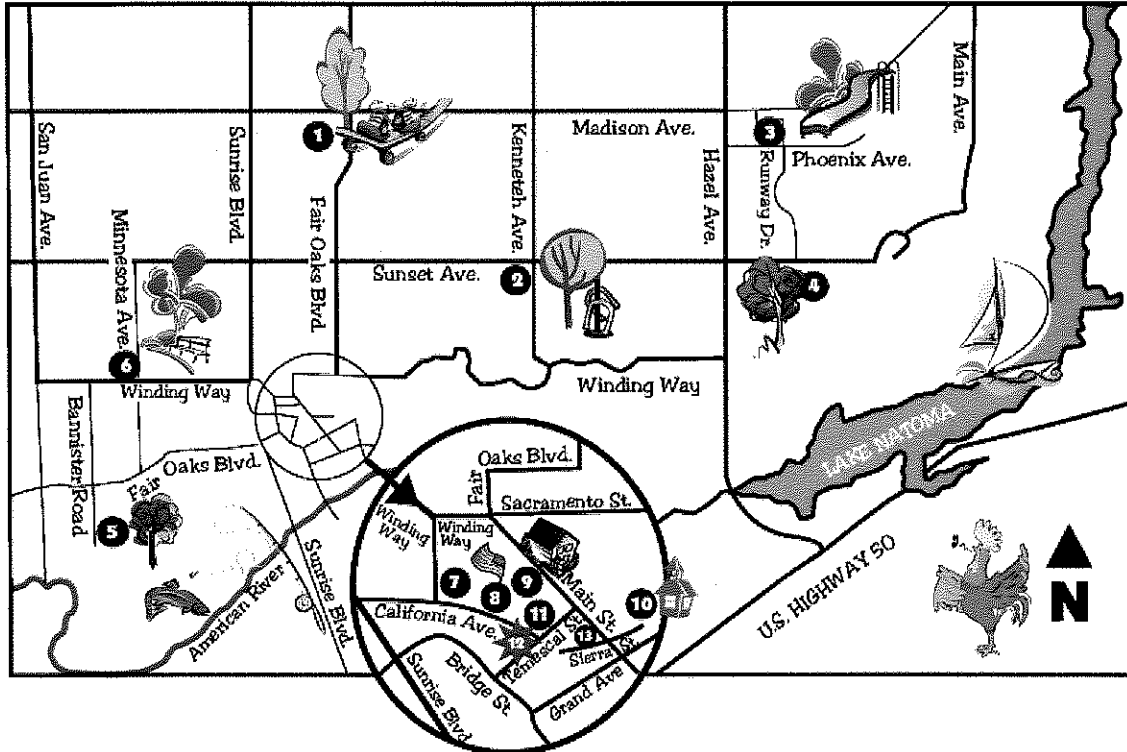 San Juan Ave.
Sunrise Blvd.
Fair Oaks Blvd.
Kenneteh Ave.
Madison Ave.
Hazel Ave.
Runway Dr.
Phoenix Ave.
Main Ave.
Minnesota Ave.
Sunset Ave.
1
2
3
4
6
Winding Way
Winding Way
Bannister Road
Fair Oaks Blvd.
5
American River
Sunrise Blvd.
LAKE NATOMA
U.S. HIGHWAY 50
N
Fair Oaks Blvd.
Sacramento St.
Winding Way
Winding Way
7
8
9
10
11
12
13
Main St.
California Ave.
Temescal St.
Sierra St.
Bridge St.
Grand Ave
Sunrise Blvd